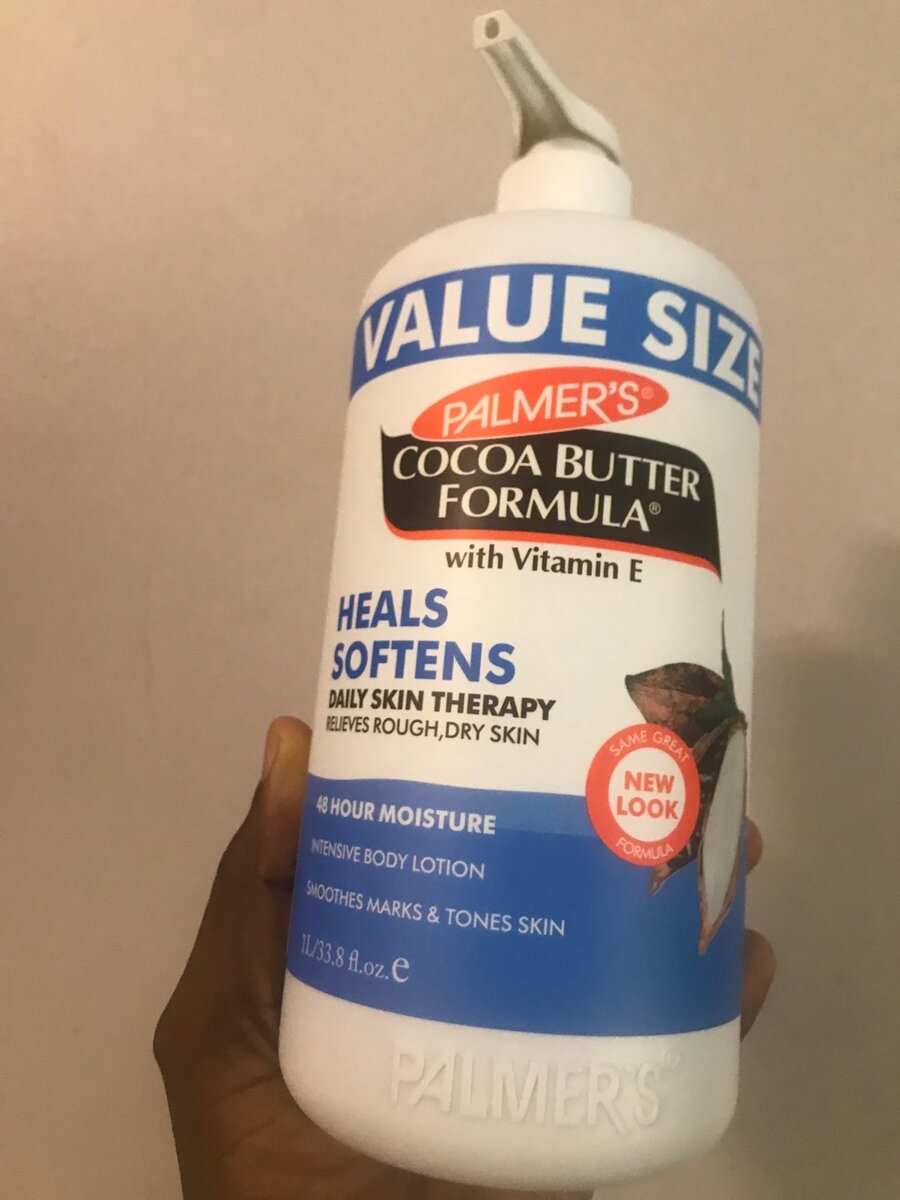 VALUE SIZE
PALMER'S®
COCOA BUTTER
FORMULA®
with Vitamin E
HEALS
SOFTENS
DAILY SKIN THERAPY
RELIEVES ROUGH,DRY SKIN
SAME GREAT
NEW
LOOK
FORMULA
48 HOUR MOISTURE
INTENSIVE BODY LOTION
SMOOTHES MARKS & TONES SKIN
1L/33.8 fl.oz.e
PALMER'S®